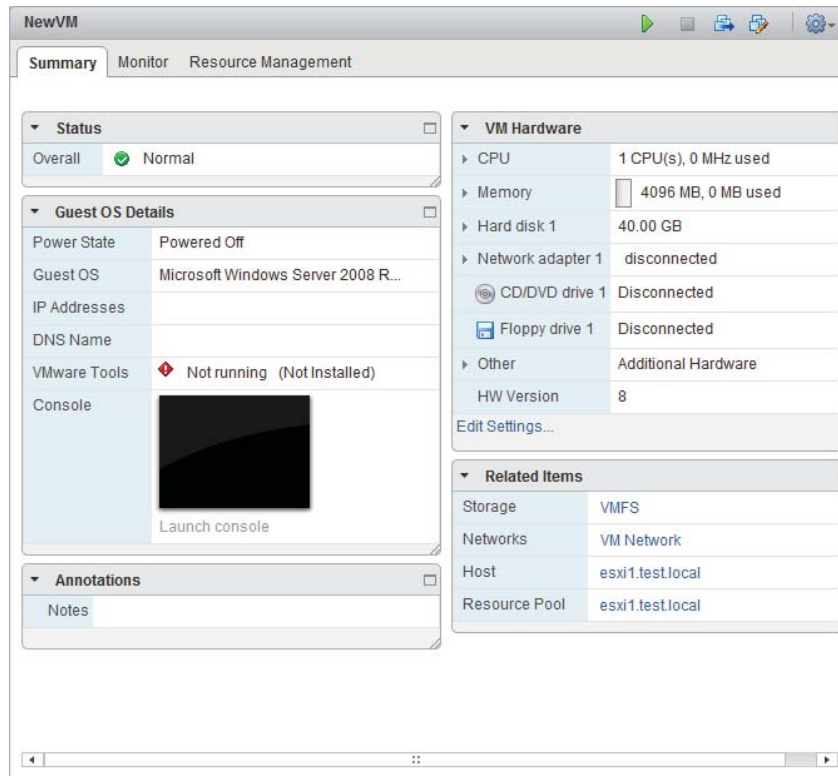 NewVM
Summary Monitor Resource Management
Status
Overall Normal
Guest OS Details
Power State Powered Off
Guest OS Microsoft Windows Server 2008 R...
IP Addresses
DNS Name
VMware Tools Not running (Not Installed)
Console
Launch console
Annotations
Notes
VM Hardware
CPU 1 CPU(s), 0 MHz used
Memory 4096 MB, 0 MB used
Hard disk 1 40.00 GB
Network adapter 1 disconnected
CD/DVD drive 1 Disconnected
Floppy drive 1 Disconnected
Other Additional Hardware
HW Version 8
Edit Settings...
Related Items
Storage VMFS
Networks VM Network
Host esxi1.test.local
Resource Pool esxi1.test.local